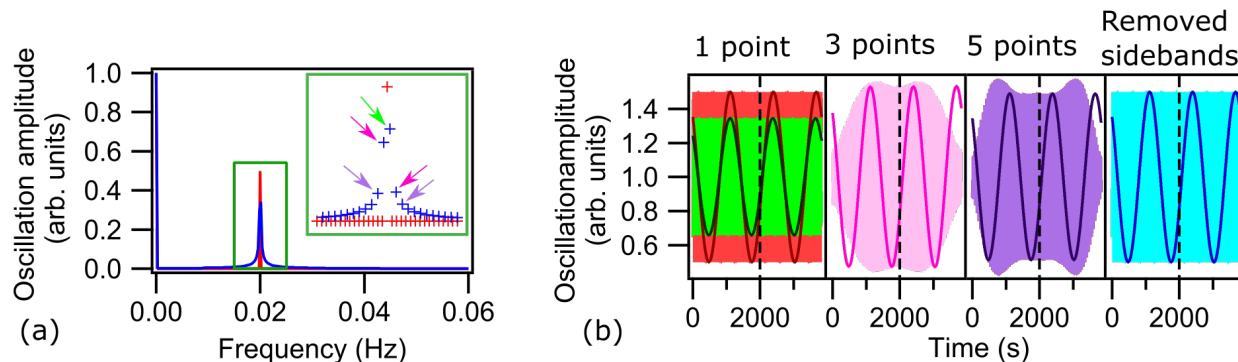 Oscillation amplitude
(arb. units)
1.0
0.8
0.6
0.4
0.2
0.0
0.00
0.02
0.04
0.06
Frequency (Hz)
(a)
1 point
3 points
5 points
Removed
sidebands
Oscillationamplitude
(arb. units)
1.4
1.2
1.0
0.8
0.6
0 2000
0 2000
0 2000
0 2000
Time (s)
(b)